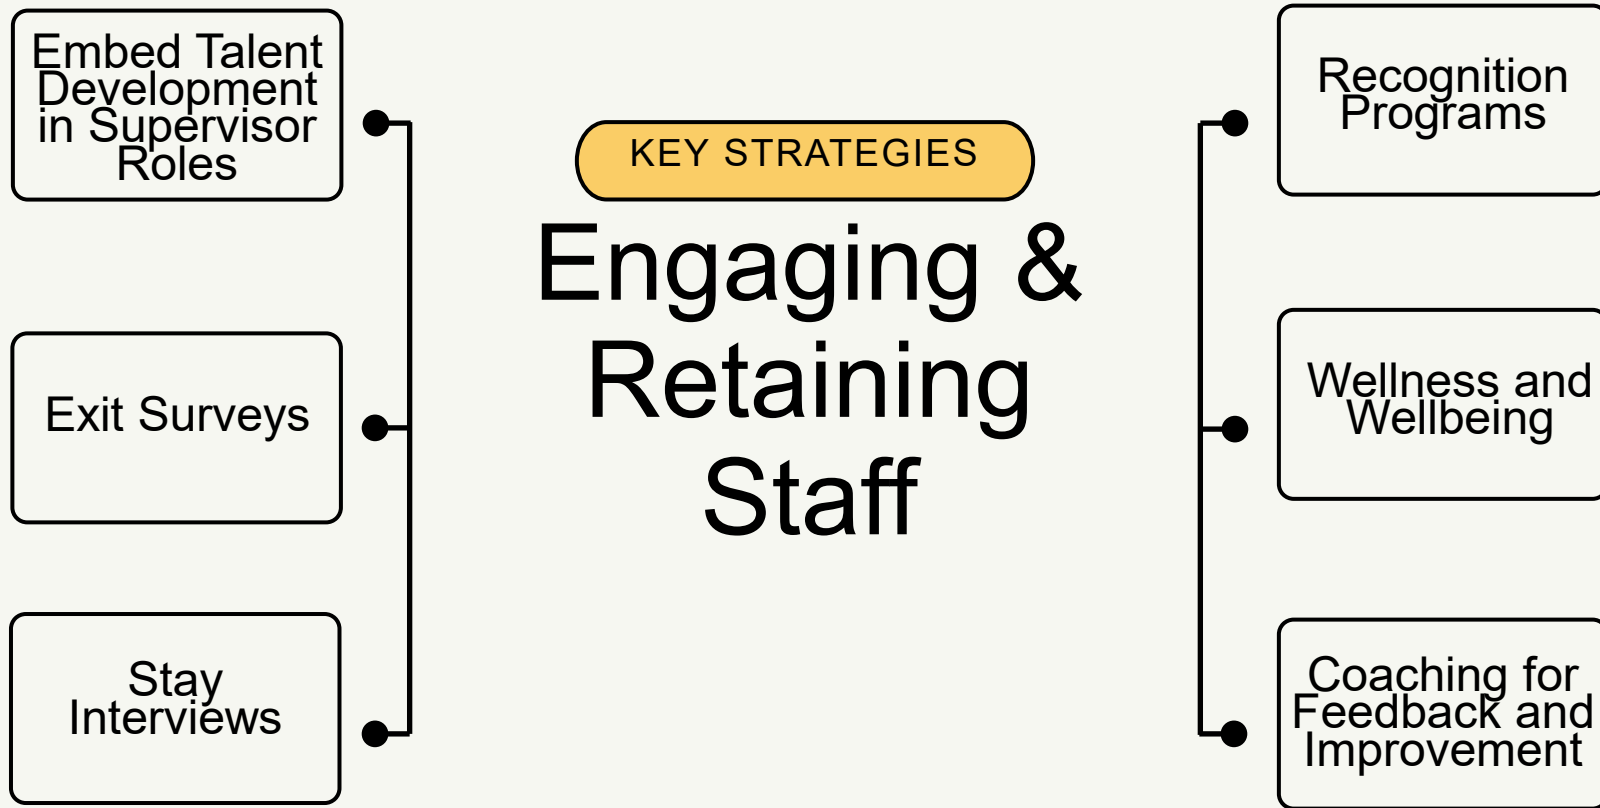 Embed Talent
Development
in Supervisor
Roles
Exit Surveys
Stay
Interviews
KEY STRATEGIES
Engaging &
Retaining
Staff
Recognition
Programs
Wellness and
Wellbeing
Coaching for
Feedback and
Improvement